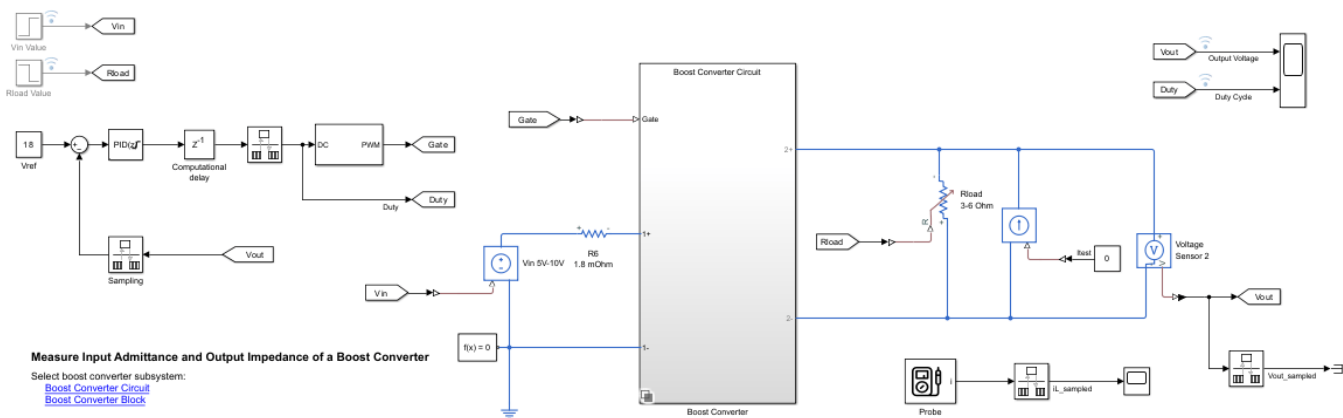 Vin
Vin Value
Rload
Rload Value
18
Vref
+
-
PID(z)
Z-1
Computational
delay
DC
PWM
Gate
Duty
Duty
Vout
Sampling
Boost Converter Circuit
Gate
Gate
1+
1-
2+
2-
+
-
R6
1.8 mOhm
Vin 5V-10V
Vin
f(x) = 0
Boost Converter
Rload
3-6 Ohm
R
-
+
Rload
Itest
0
+
V
V
-
Voltage
Sensor 2
Vout
Vout_sampled
Probe
i
iL_sampled
Vout
Output Voltage
Duty
Duty Cycle
Measure Input Admittance and Output Impedance of a Boost Converter
Select boost converter subsystem:
Boost Converter Circuit
Boost Converter Block